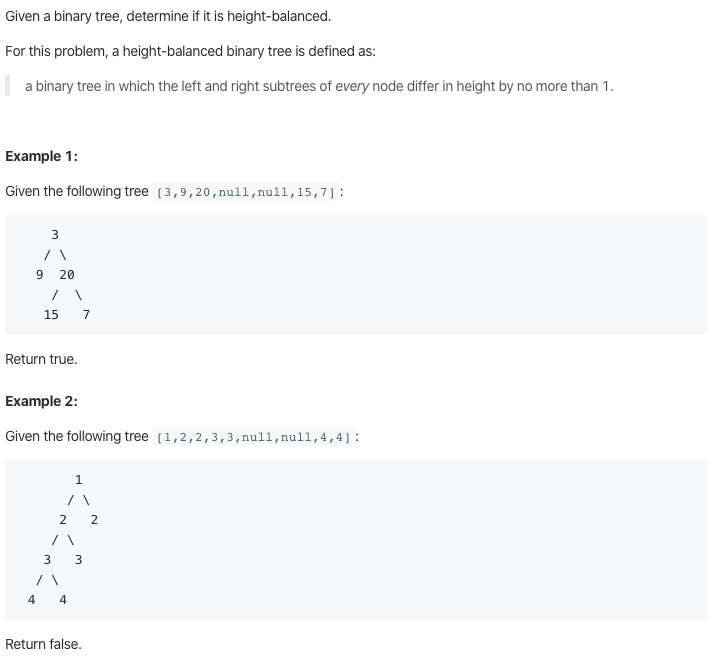 Given a binary tree, determine if it is height-balanced.
For this problem, a height-balanced binary tree is defined as:
a binary tree in which the left and right subtrees of every node differ in height by no more than 1.
Example 1:
Given the following tree [3,9,20,null,null,15,7]:
    3
   / \
  9  20
    /  \
   15   7
Return true.
Example 2:
Given the following tree [1,2,2,3,3,null,null,4,4]:
       1
      / \
     2   2
    / \
   3   3
  / \
 4   4
Return false.